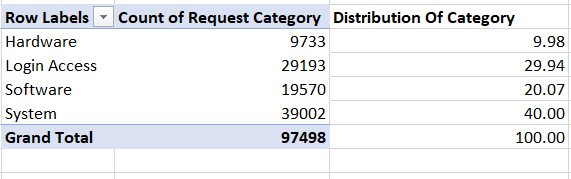 Row Labels Count of Request Category Distribution Of Category
Hardware 9733 9.98
Login Access 29193 29.94
Software 19570 20.07
System 39002 40.00
Grand Total 97498 100.00